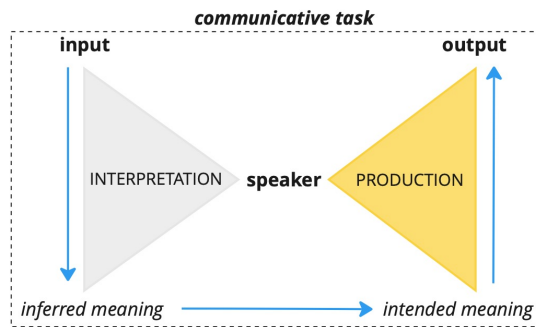 communicative task
input
output
INTERPRETATION
speaker
PRODUCTION
inferred meaning
intended meaning